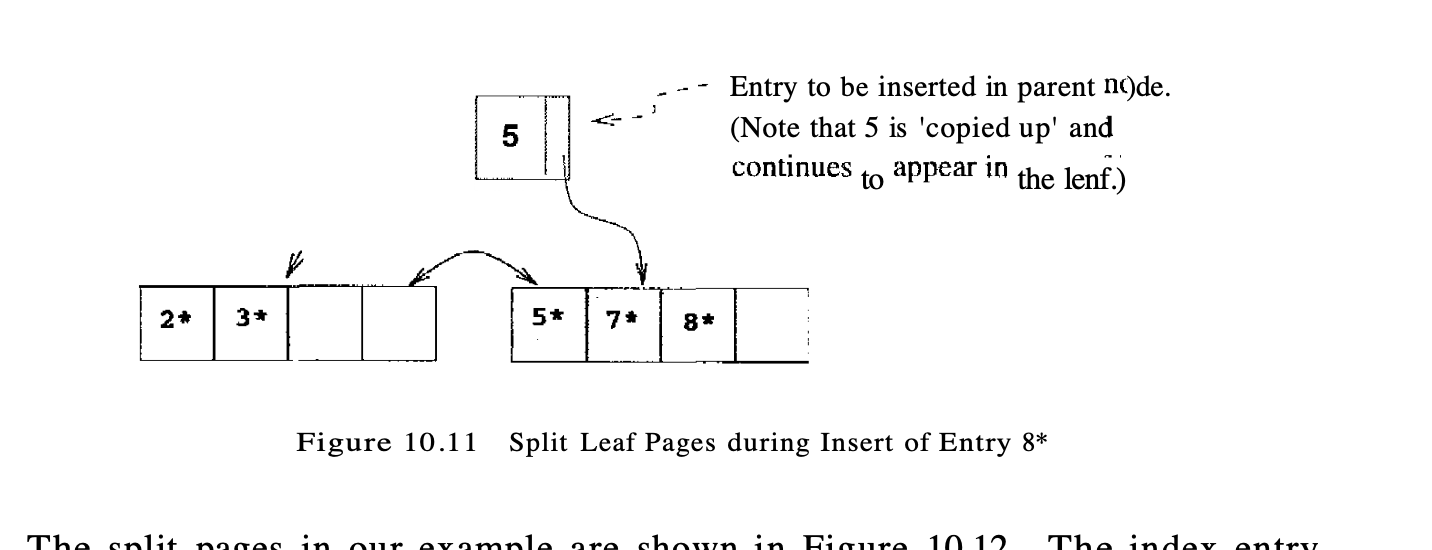 Entry to be inserted in parent node.
5
(Note that 5 is 'copied up' and
continues to appear in the lenf.)
2* 3* 5* 7* 8*
Figure 10.11 Split Leaf Pages during Insert of Entry 8*
The split pages in our example are shown in Figure 10.12. The index entry